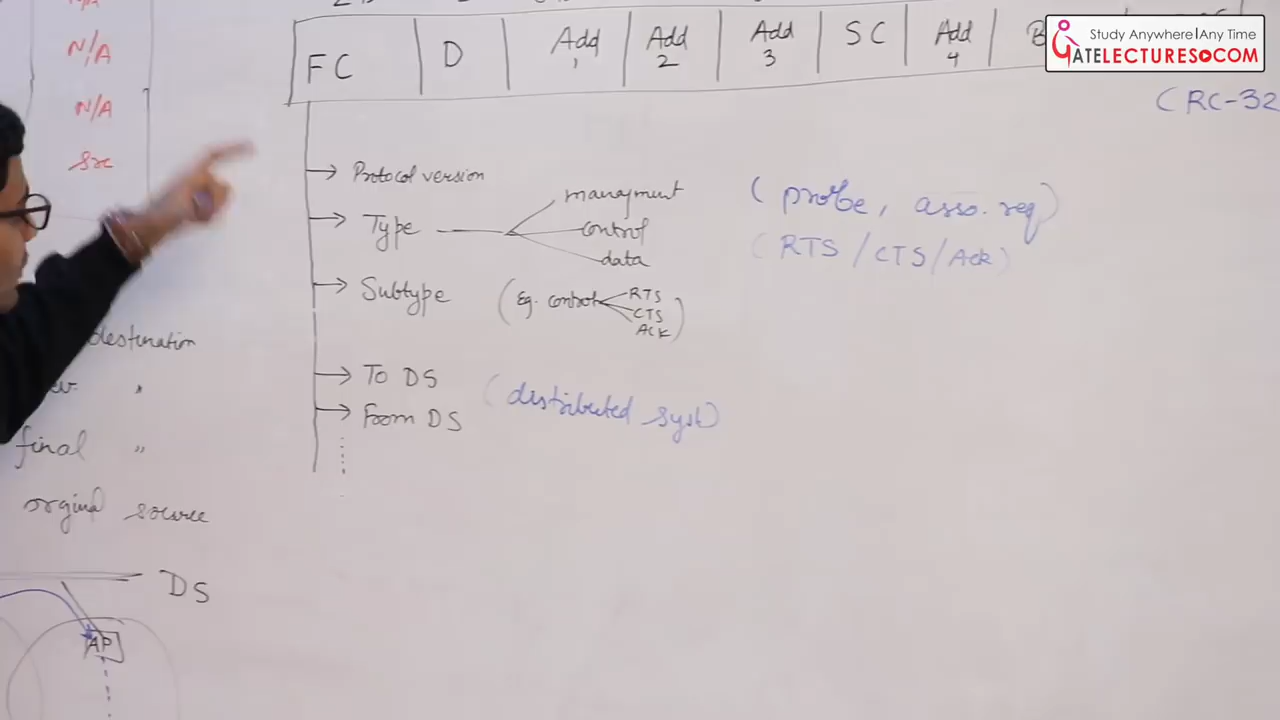 FC D Add 1 Add 2 Add 3 SC Add 4 B
Study Anywhere|Any Time
GATELECTURES.COM
CRC-32
N/A
N/A
Src
Protocol version
Type
managment (probe, asso. req)
control (RTS/CTS/Ack)
data
Subtype (Eg. control RTS
CTS
ACK)
To DS
From DS (distributed syst)
destination
"
final "
orginal source
DS
AP